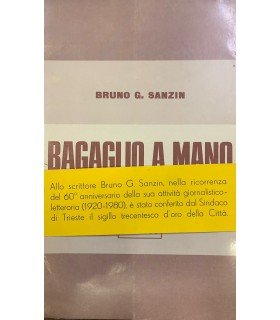 BRUNO G. SANZIN
BAGAGLIO A MANO
Allo scrittore Bruno G. Sanzin, nella ricorrenza
del 60° anniversario della sua attività giornalistico-
letteraria (1920-1980), è stato conferito dal Sindaco
di Trieste il sigillo trecentesco d'oro della Città.